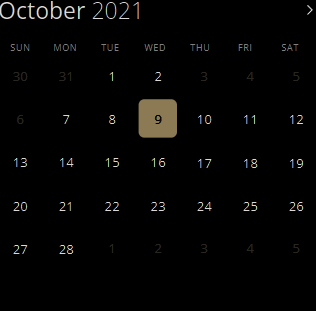 October 2021 >
SUN MON TUE WED THU FRI SAT
30 31 1 2 3 4 5
6 7 8 9 10 11 12
13 14 15 16 17 18 19
20 21 22 23 24 25 26
27 28 1 2 3 4 5